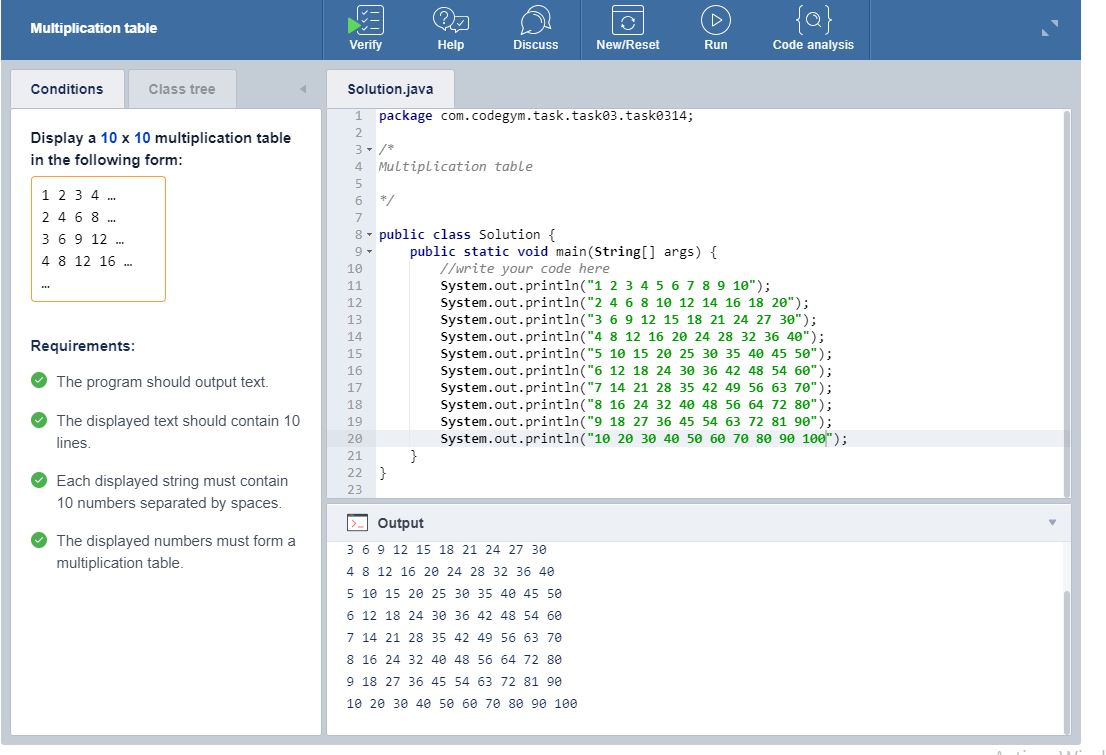 Multiplication table
Verify
Help
Discuss
New/Reset
Run
Code analysis
Conditions
Class tree
Display a 10 x 10 multiplication table
in the following form:
1 2 3 4 …
2 4 6 8 …
3 6 9 12 …
4 8 12 16 …
…
Requirements:
The program should output text.
The displayed text should contain 10
lines.
Each displayed string must contain
10 numbers separated by spaces.
The displayed numbers must form a
multiplication table.
Solution.java
1 package com.codegym.task.task03.task0314;
2
3 /*
4 Multiplication table
5
6 */
7
8 public class Solution {
9 public static void main(String[] args) {
10 //write your code here
11 System.out.println("1 2 3 4 5 6 7 8 9 10");
12 System.out.println("2 4 6 8 10 12 14 16 18 20");
13 System.out.println("3 6 9 12 15 18 21 24 27 30");
14 System.out.println("4 8 12 16 20 24 28 32 36 40");
15 System.out.println("5 10 15 20 25 30 35 40 45 50");
16 System.out.println("6 12 18 24 30 36 42 48 54 60");
17 System.out.println("7 14 21 28 35 42 49 56 63 70");
18 System.out.println("8 16 24 32 40 48 56 64 72 80");
19 System.out.println("9 18 27 36 45 54 63 72 81 90");
20 System.out.println("10 20 30 40 50 60 70 80 90 100");
21 }
22 }
23
Output
3 6 9 12 15 18 21 24 27 30
4 8 12 16 20 24 28 32 36 40
5 10 15 20 25 30 35 40 45 50
6 12 18 24 30 36 42 48 54 60
7 14 21 28 35 42 49 56 63 70
8 16 24 32 40 48 56 64 72 80
9 18 27 36 45 54 63 72 81 90
10 20 30 40 50 60 70 80 90 100